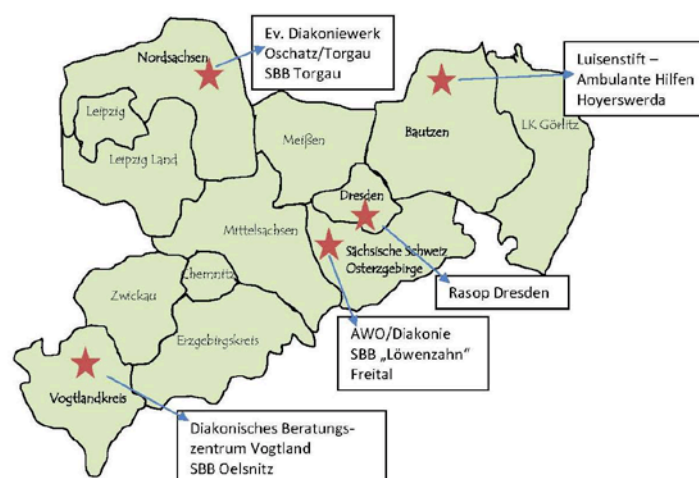 Ev. Diakoniewerk
Oschatz/Torgau
SBB Torgau
Luisenstift –
Ambulante Hilfen
Hoyerswerda
Nordsachsen
Leipzig
Leipzig Land
Meißen
Bautzen
LK Görlitz
Dresden
Mittelsachsen
Sächsische Schweiz
Osterzgebirge
Chemnitz
Zwickau
Erzgebirgskreis
Rasop Dresden
AWO/Diakonie
SBB „Löwenzahn“
Freital
Vogtlandkreis
Diakonisches Beratungs-
zentrum Vogtland
SBB Oelsnitz